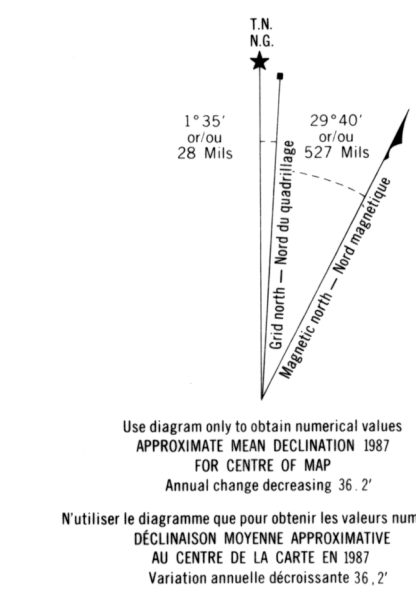 T.N.
N.G.
1°35'
or/ou
28 Mils
29°40'
or/ou
527 Mils
Grid north — Nord du quadrillage
Magnetic north — Nord magnetique
Use diagram only to obtain numerical values
APPROXIMATE MEAN DECLINATION 1987
FOR CENTRE OF MAP
Annual change decreasing 36.2'
N'utiliser le diagramme que pour obtenir les valeurs num
DÉCLINAISON MOYENNE APPROXIMATIVE
AU CENTRE DE LA CARTE EN 1987
Variation annuelle décroissante 36,2'